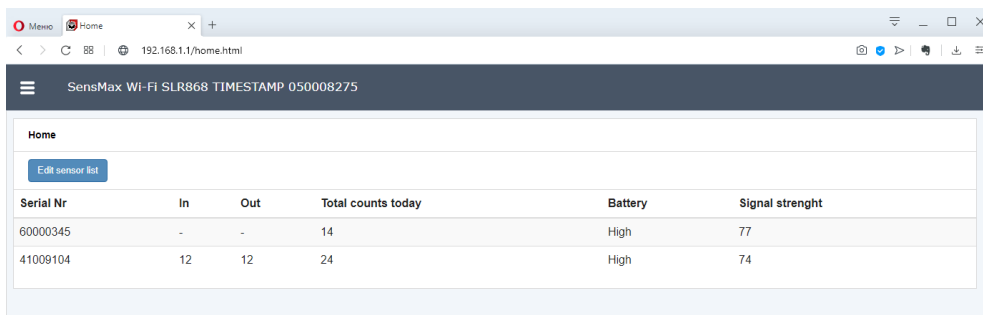 Меню Home
192.168.1.1/home.html
SensMax Wi-Fi SLR868 TIMESTAMP 050008275
Home
Edit sensor list
Serial Nr In Out Total counts today Battery Signal strenght
60000345 - - 14 High 77
41009104 12 12 24 High 74